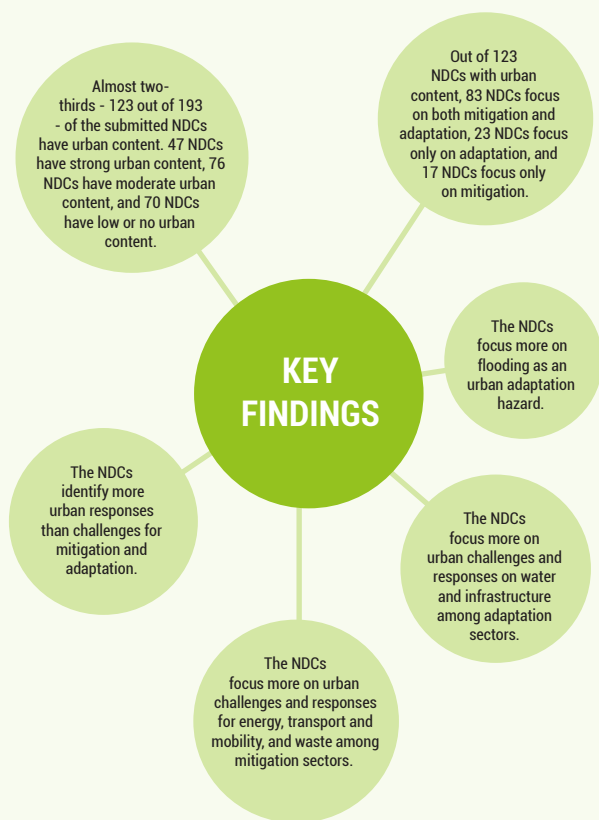 Almost two-
thirds - 123 out of 193
- of the submitted NDCs
have urban content. 47 NDCs
have strong urban content, 76
NDCs have moderate urban
content, and 70 NDCs
have low or no urban
content.
Out of 123
NDCs with urban
content, 83 NDCs focus
on both mitigation and
adaptation, 23 NDCs focus
only on adaptation, and
17 NDCs focus only
on mitigation.
KEY
FINDINGS
The NDCs
focus more on
flooding as an
urban adaptation
hazard.
The NDCs
identify more
urban responses
than challenges for
mitigation and
adaptation.
The NDCs
focus more on
urban challenges and
responses on water
and infrastructure
among adaptation
sectors.
The NDCs
focus more on urban
challenges and responses
for energy, transport and
mobility, and waste among
mitigation sectors.